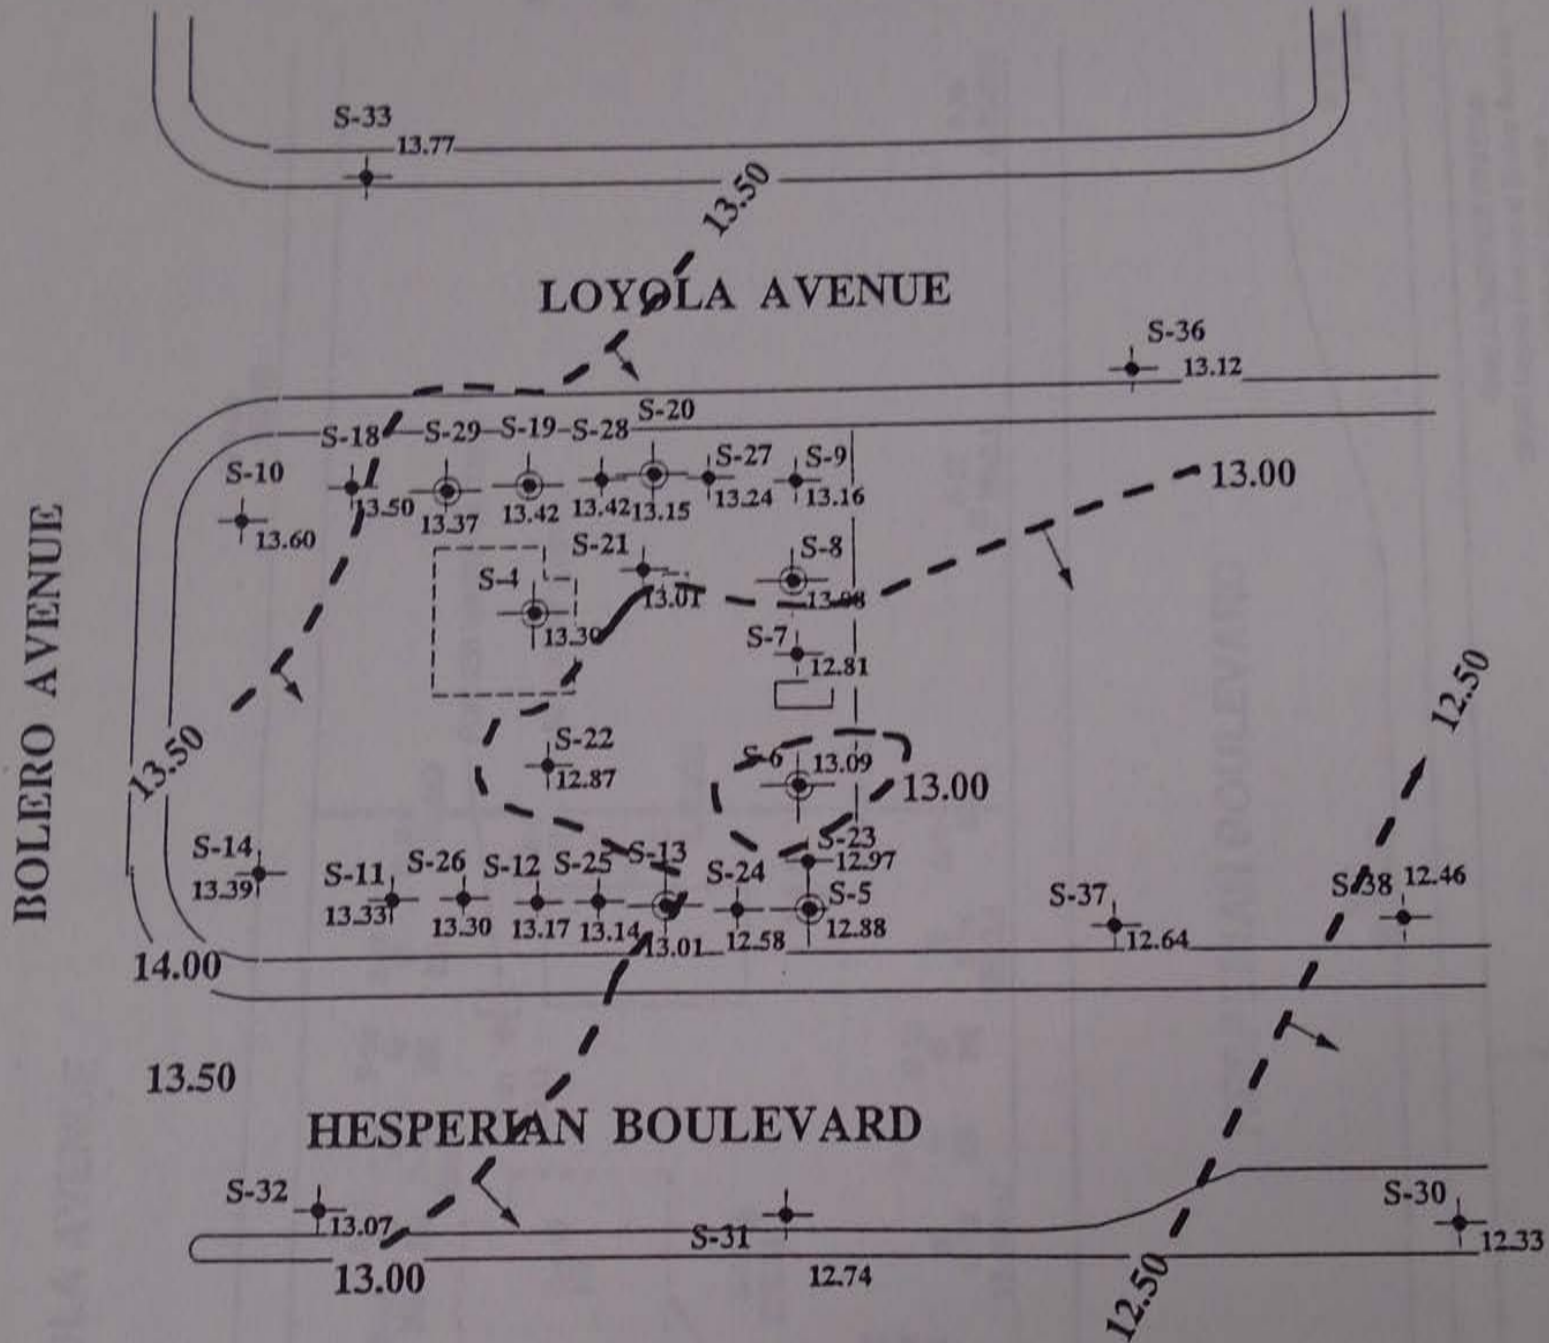 S-33
13.77
13.50
LOYOLA AVENUE
S-36
13.12
S-20
S-18 S-29 S-19 S-28
S-10
S-27 S-9
13.00
13.50 13.37 13.42 13.42 13.15 13.24 13.16
13.60
BOLERO AVENUE
S-21
S-8
S-4
13.01
13.30
S-7
12.81
12.50
13.50
S-22
12.87
S-6 13.09
13.00
S-14
13.39
S-11 S-26 S-12 S-25 S-13
S-23
12.97
S-24
S-5
13.33 13.30 13.17 13.14 13.01 12.58 12.88
S-37
12.64
S-38 12.46
14.00
13.50
HESPERIAN BOULEVARD
S-32
13.07
S-31
S-30
12.33
13.00
12.74
12.50